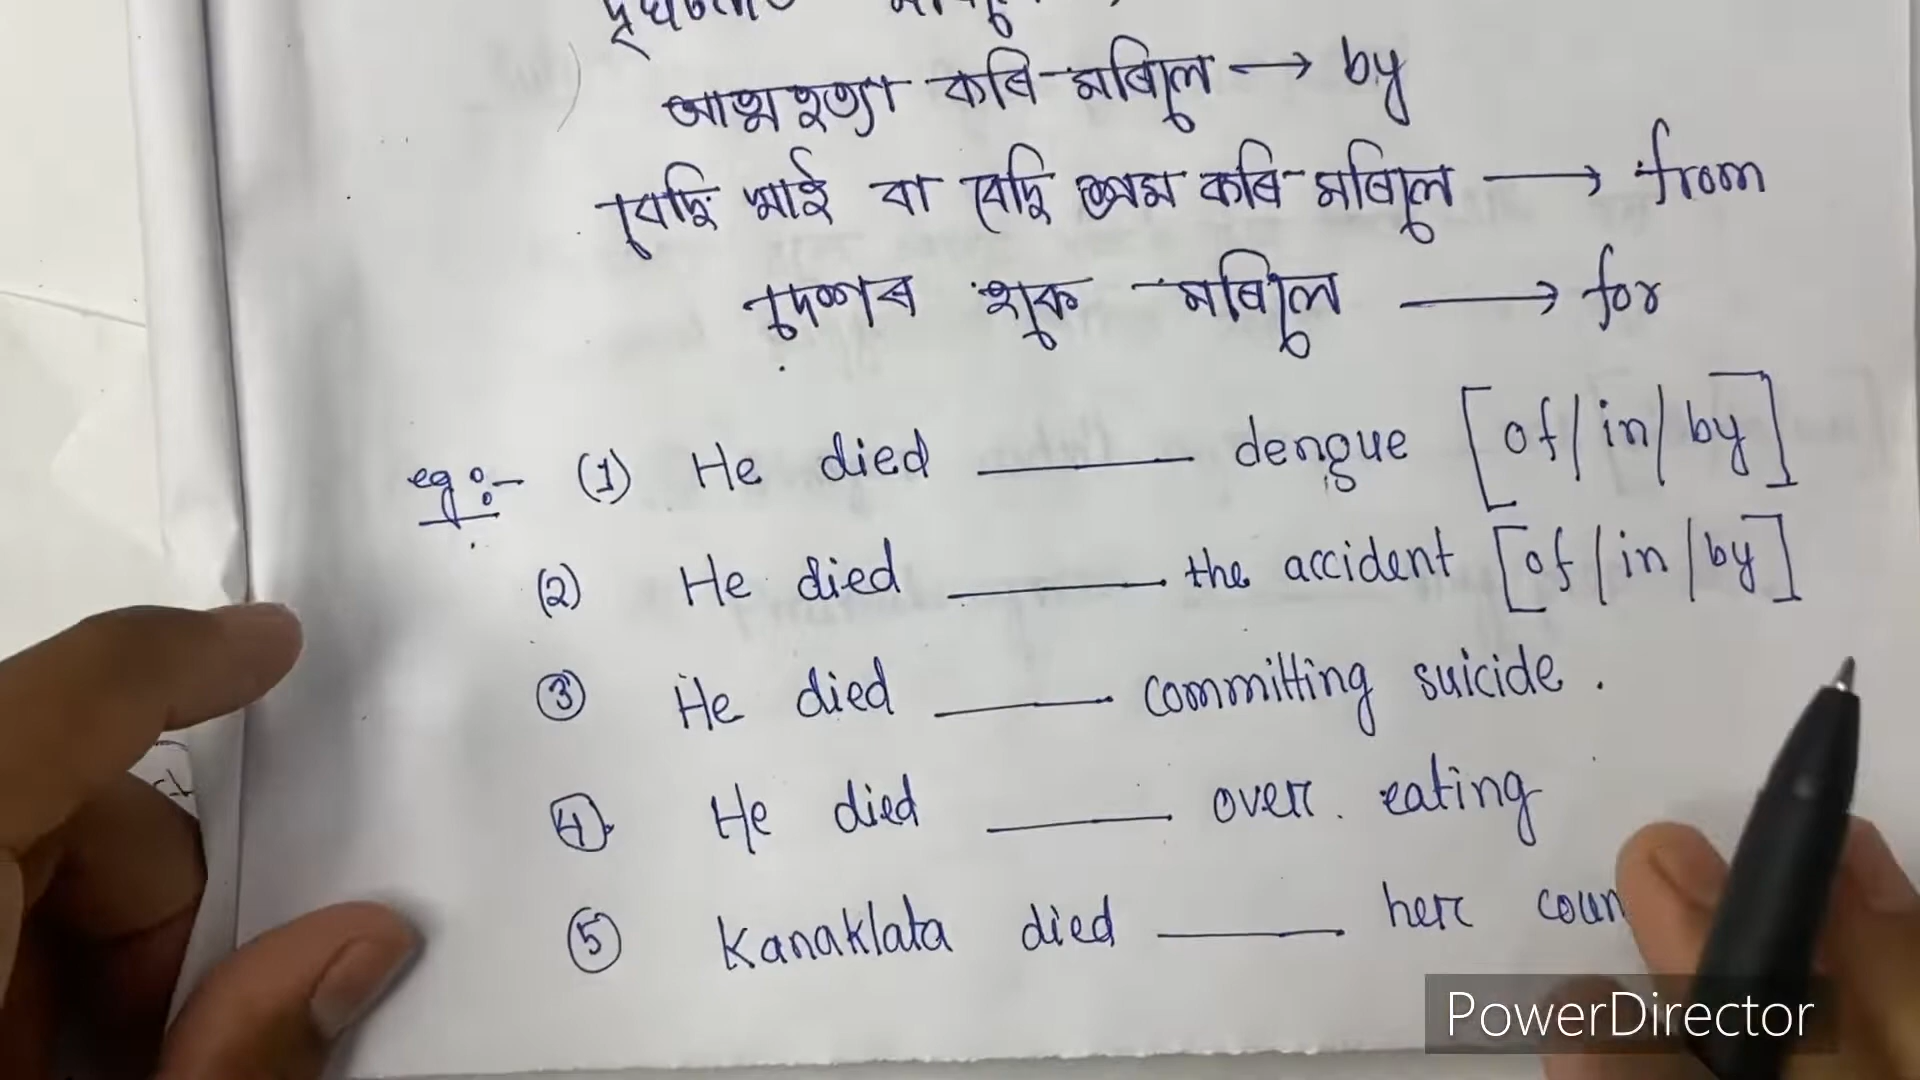 আত্মহত্যা কৰি মৰিলে → by
বেছি খাই বা বেছি শ্ৰম কৰি মৰিলে → from
দেশৰ হকে মৰিলে → for
eg :- (1) He died ______ dengue [of/in/by]
(2) He died ______ the accident [of/in/by]
(3) He died ______ committing suicide.
(4) He died ______ over eating
(5) Kanaklata died ______ her coun
PowerDirector